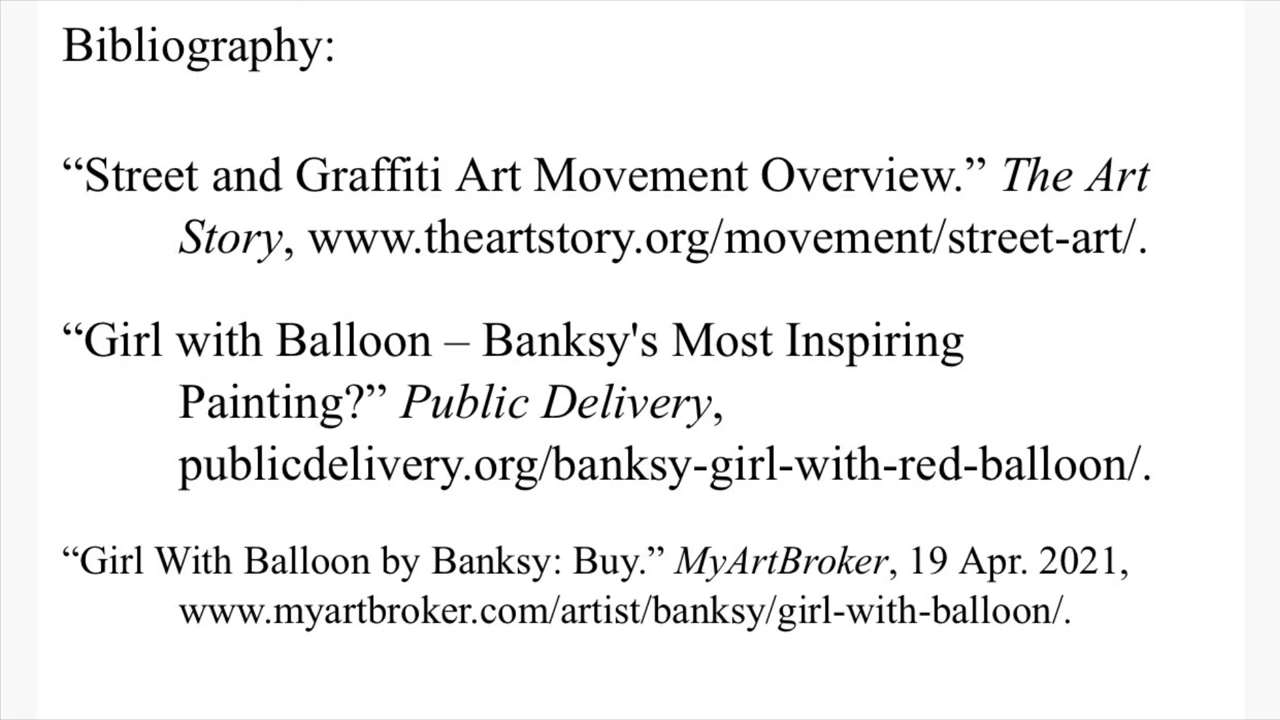 Bibliography:
“Street and Graffiti Art Movement Overview.” The Art
Story, www.theartstory.org/movement/street-art/.
“Girl with Balloon – Banksy's Most Inspiring
Painting?” Public Delivery,
publicdelivery.org/banksy-girl-with-red-balloon/.
“Girl With Balloon by Banksy: Buy.” MyArtBroker, 19 Apr. 2021,
www.myartbroker.com/artist/banksy/girl-with-balloon/.